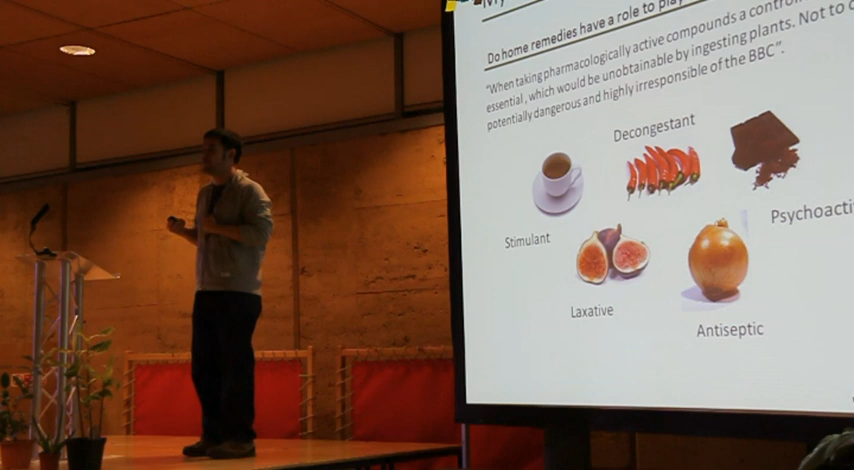 Do home remedies have a role to play
"When taking pharmacologically active compounds a control
essential, which would be unobtainable by ingesting plants. Not to
potentially dangerous and highly irresponsible of the BBC".
Decongestant
Stimulant
Psychoacti
Laxative
Antiseptic